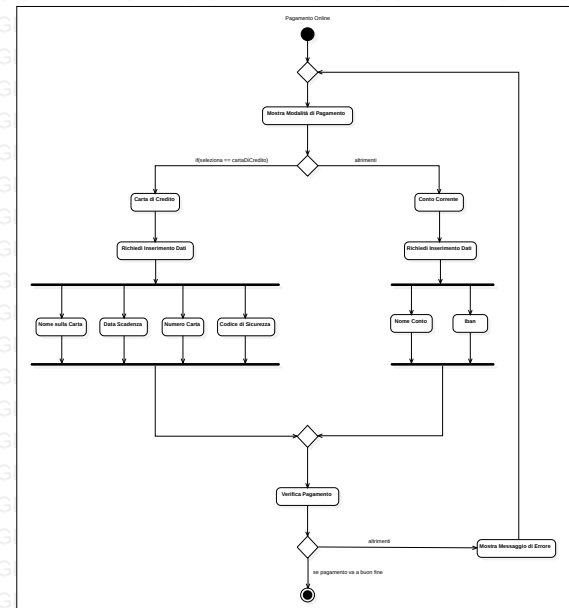 Pagamento Online
Mostra Modalità di Pagamento
if(seleziona == cartaDiCredito)
altrimenti
Carta di Credito
Conto Corrente
Richiedi Inserimento Dati
Richiedi Inserimento Dati
Nome sulla Carta
Data Scadenza
Numero Carta
Codice di Sicurezza
Nome Conto
Iban
Verifica Pagamento
altrimenti
Mostra Messaggio di Errore
se pagamento va a buon fine